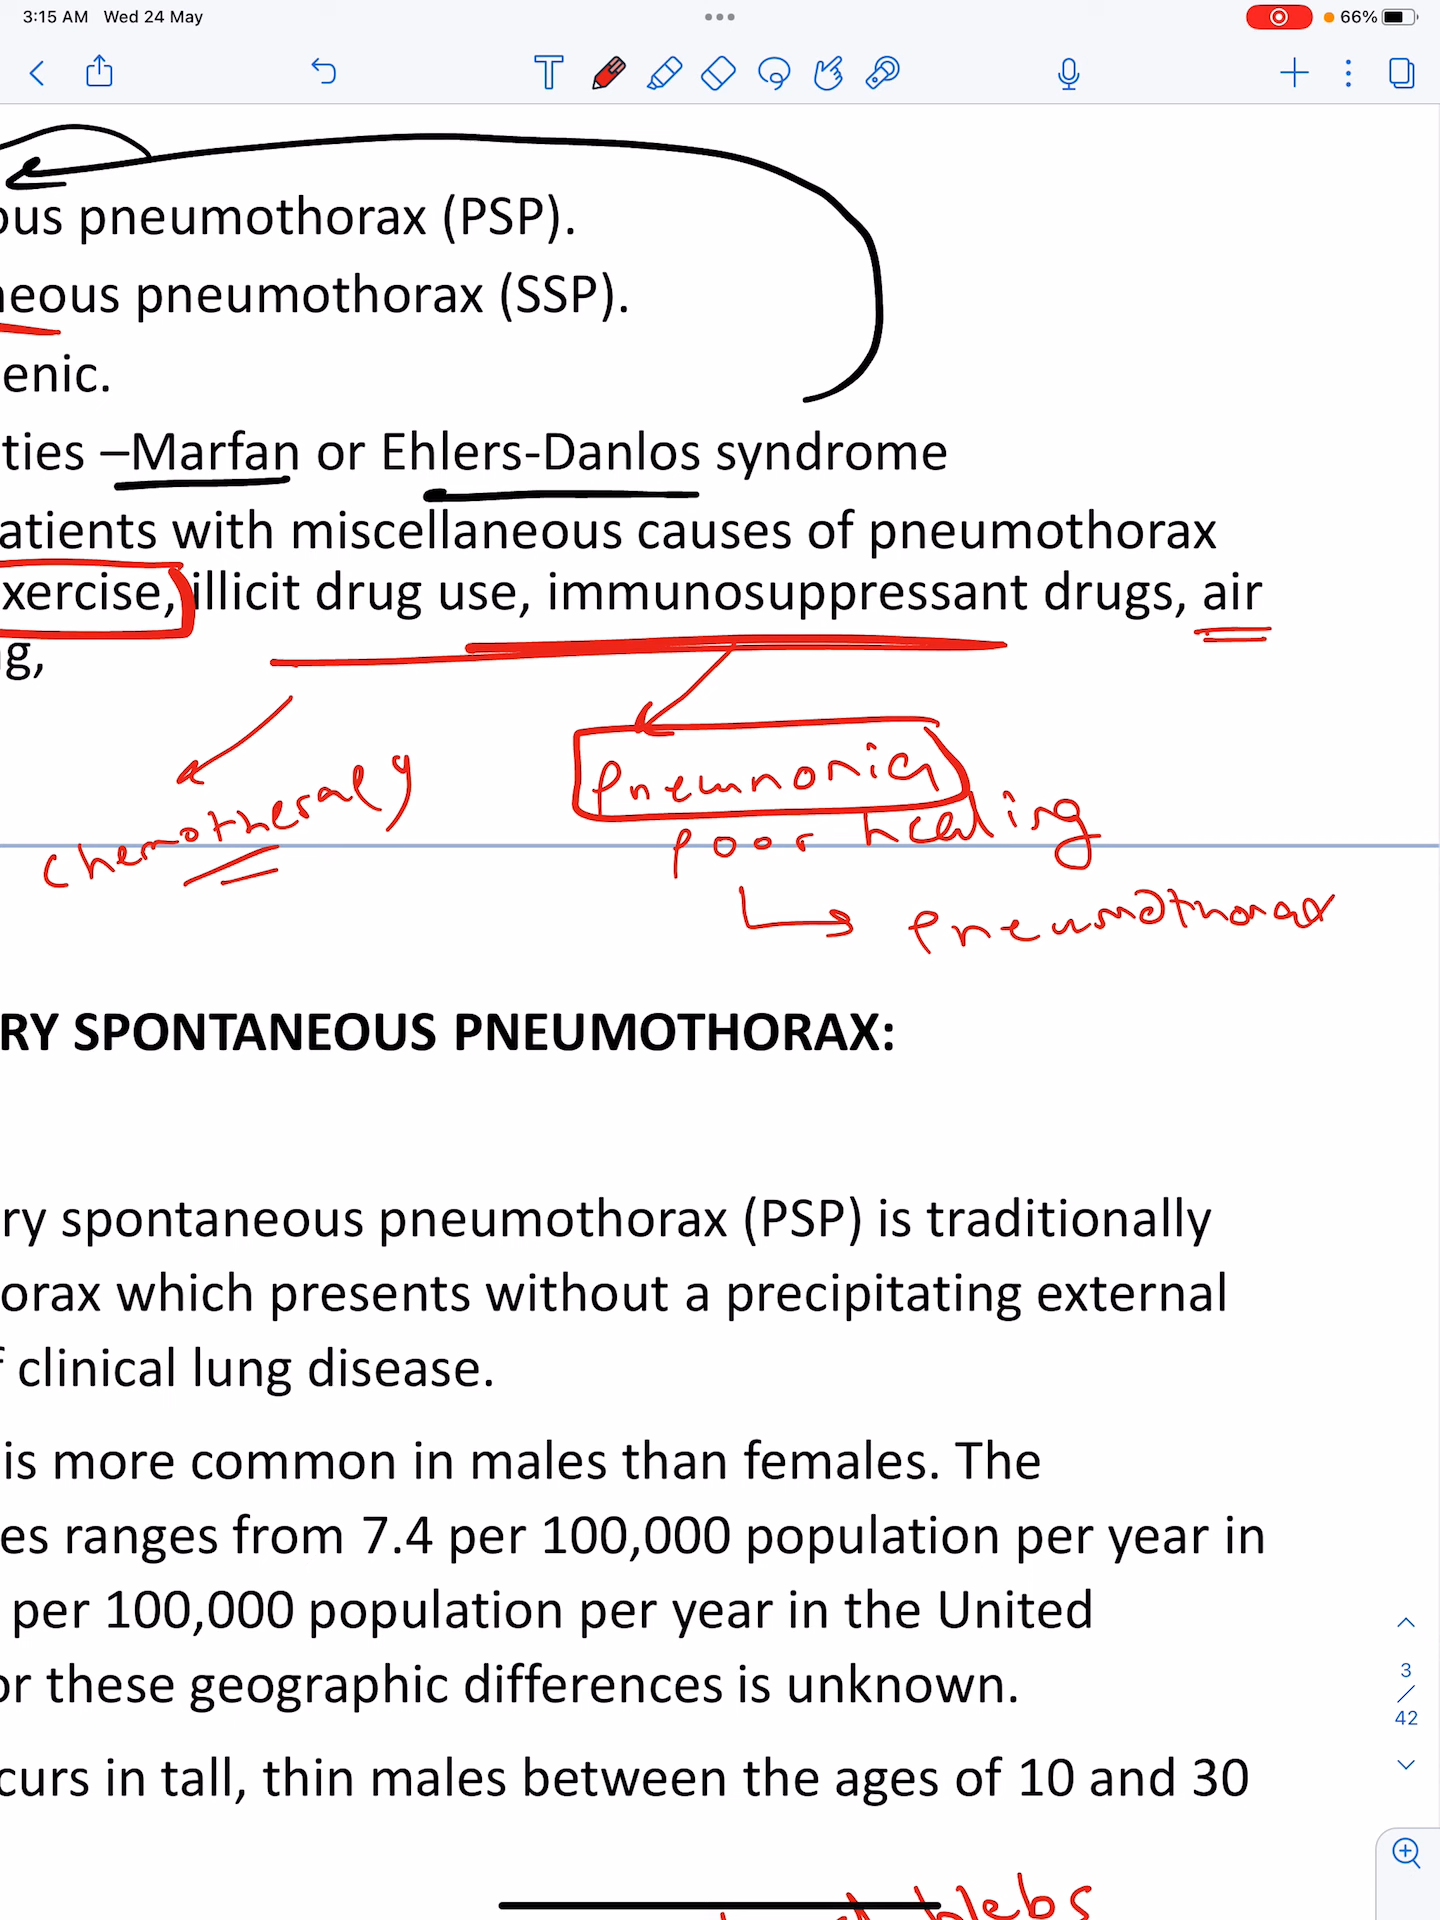 3:15 AM Wed 24 May
66%
ous pneumothorax (PSP).
neous pneumothorax (SSP).
enic.
ties –Marfan or Ehlers-Danlos syndrome
atients with miscellaneous causes of pneumothorax
xercise, illicit drug use, immunosuppressant drugs, air
g,
chemotherapy
pnemnonia
poor healing
pneumothorax
RY SPONTANEOUS PNEUMOTHORAX:
ry spontaneous pneumothorax (PSP) is traditionally
orax which presents without a precipitating external
f clinical lung disease.
is more common in males than females. The
es ranges from 7.4 per 100,000 population per year in
per 100,000 population per year in the United
or these geographic differences is unknown.
curs in tall, thin males between the ages of 10 and 30
3
/
42
blebs